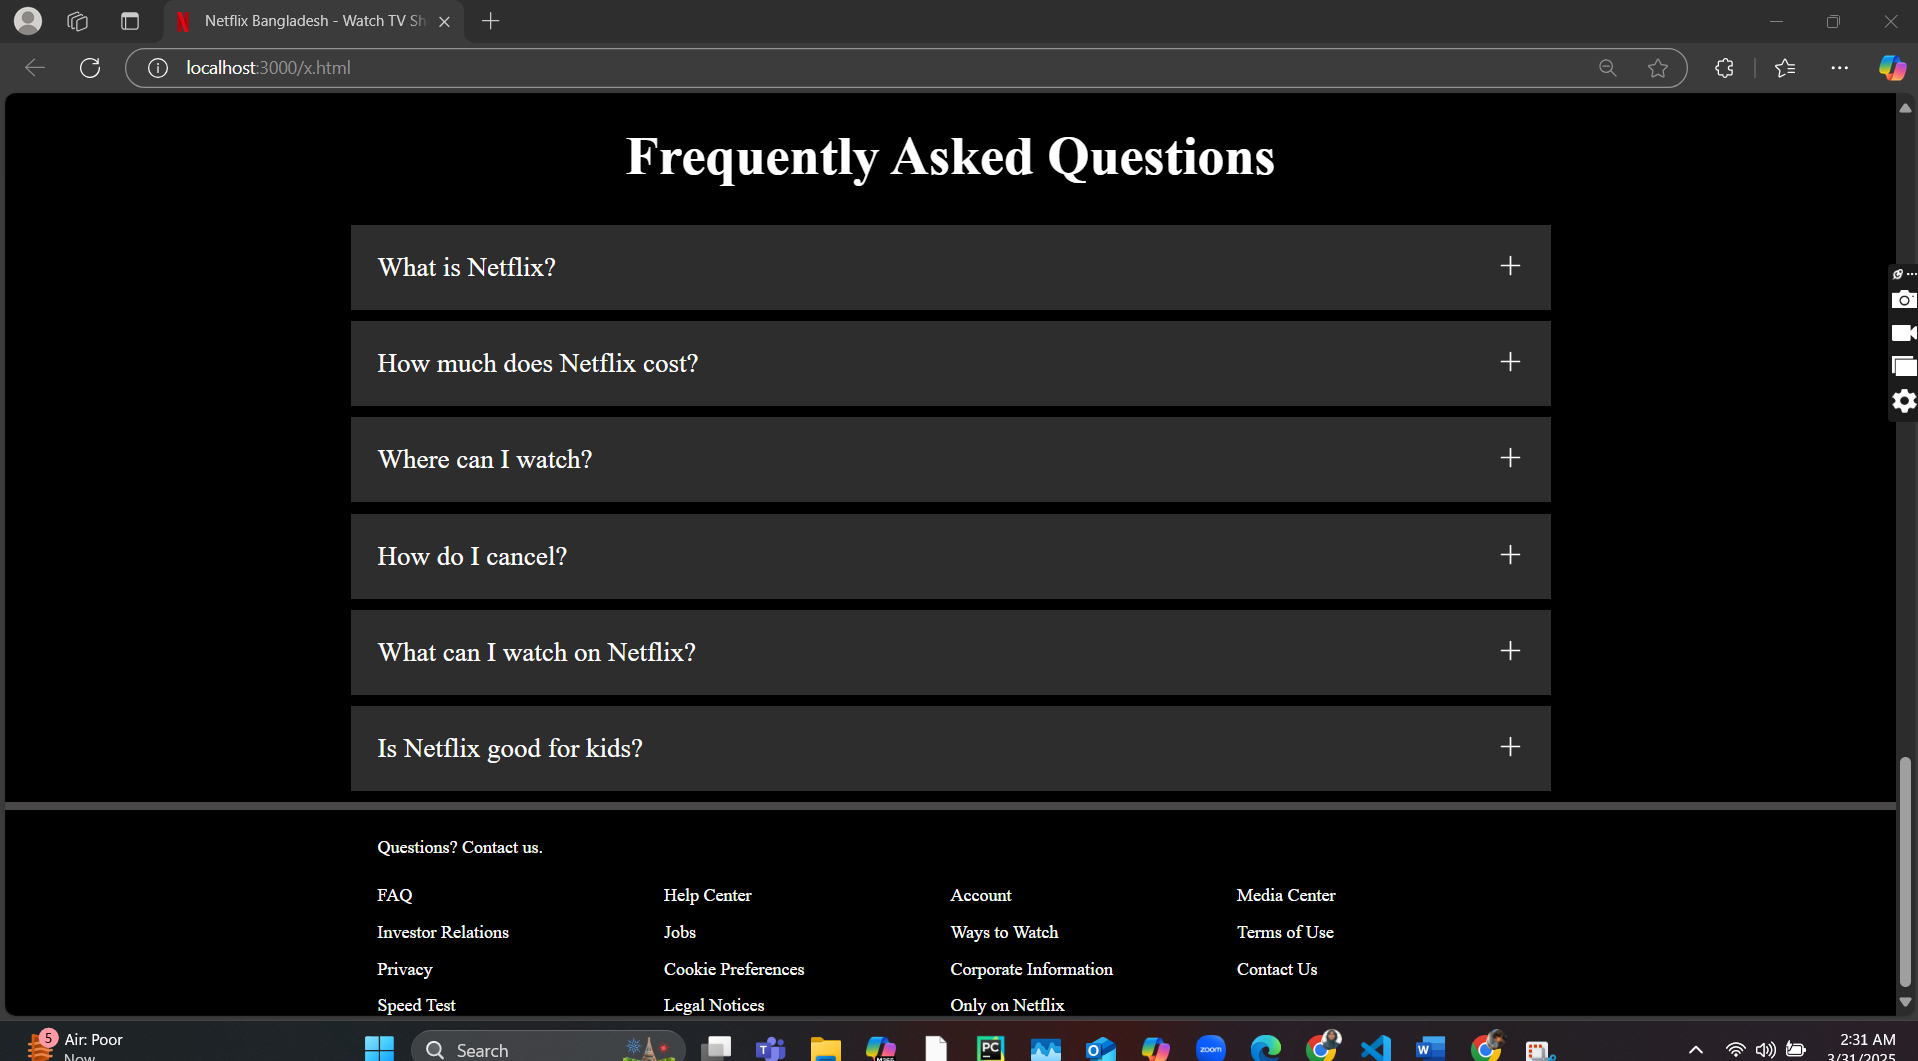 Netflix Bangladesh - Watch TV Sh
localhost:3000/x.html
Frequently Asked Questions
What is Netflix?
How much does Netflix cost?
Where can I watch?
How do I cancel?
What can I watch on Netflix?
Is Netflix good for kids?
Questions? Contact us.
FAQ Help Center Account Media Center
Investor Relations Jobs Ways to Watch Terms of Use
Privacy Cookie Preferences Corporate Information Contact Us
Speed Test Legal Notices Only on Netflix
5 Air: Poor
Now
Search
T
M365
PC
zoom
W
2:31 AM
3/31/2025